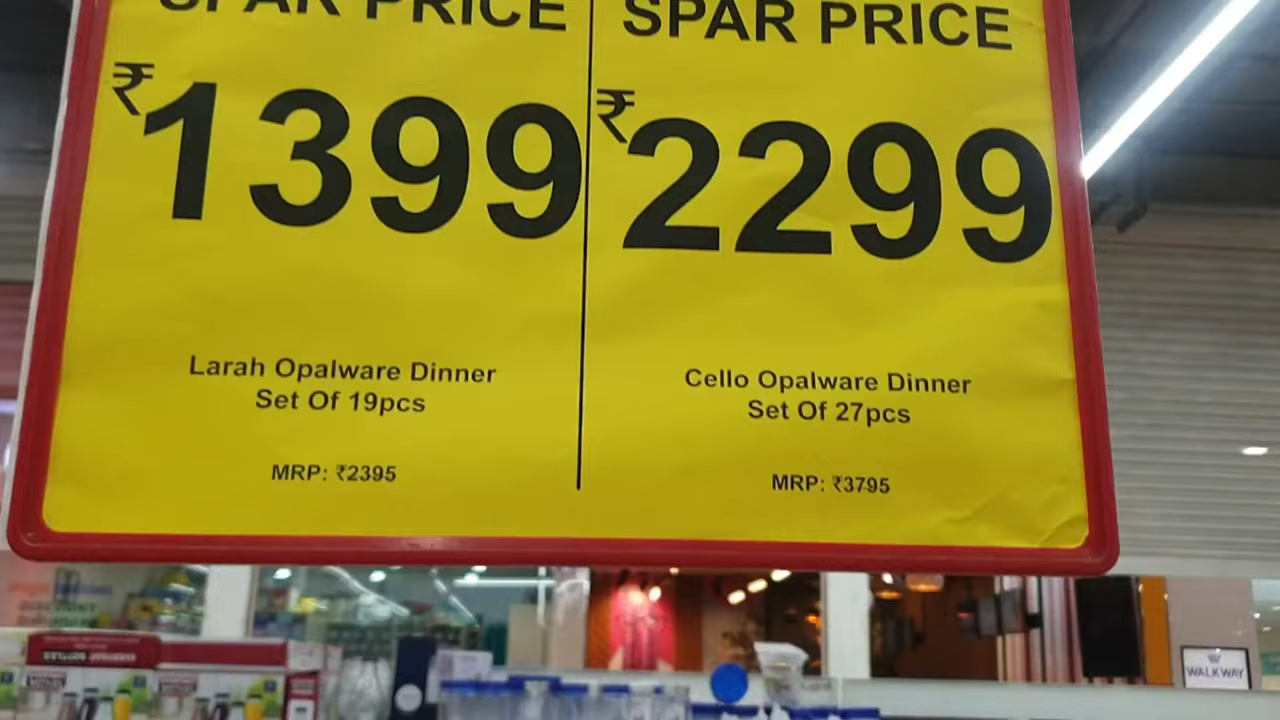 SPAR PRICE
₹1399
Larah Opalware Dinner
Set Of 19pcs
MRP: ₹2395
SPAR PRICE
₹2299
Cello Opalware Dinner
Set Of 27pcs
MRP: ₹3795
WALKWAY